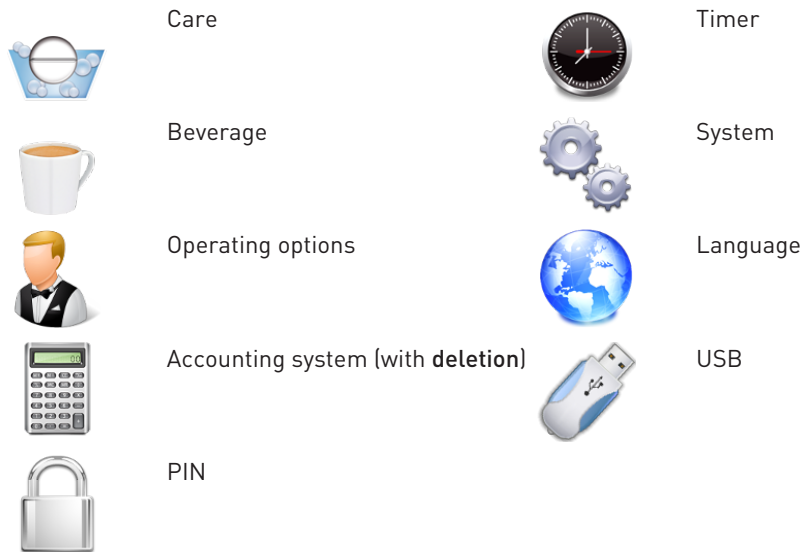 Care
Timer
Beverage
System
Operating options
Language
Accounting system (with deletion)
USB
PIN